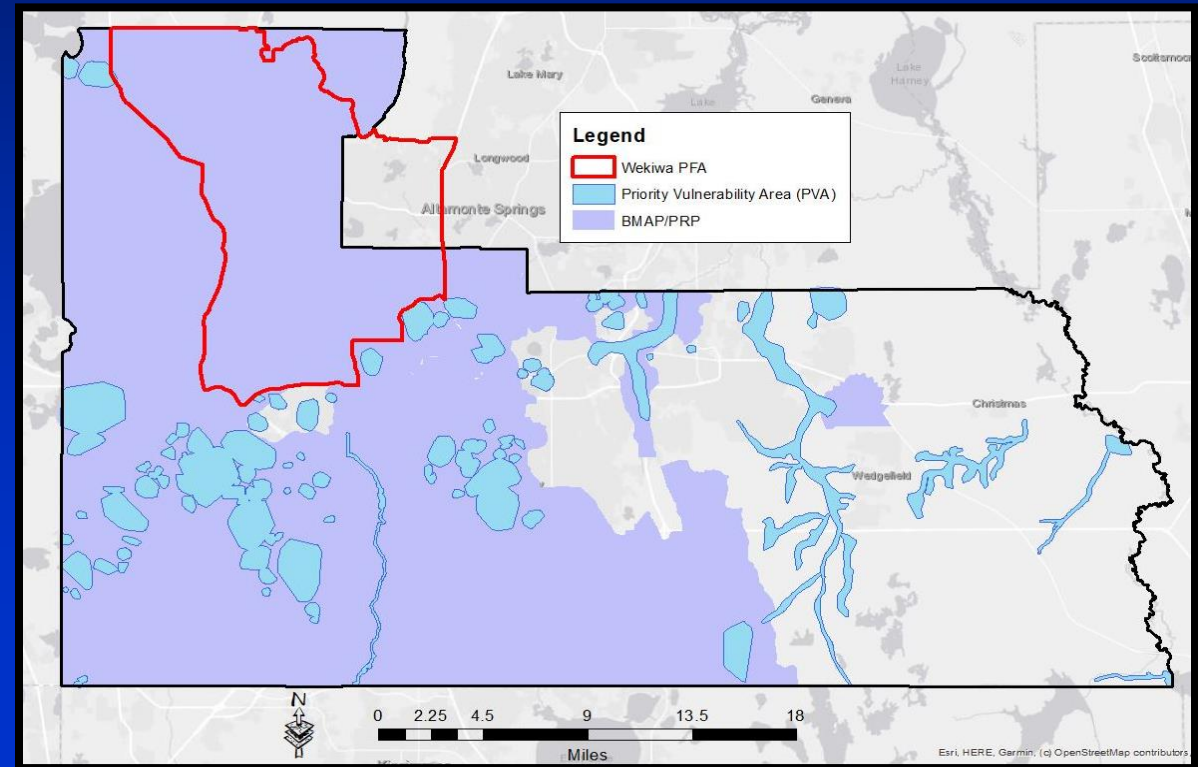 Lake Mary
Lake
Harney
Scottsmoor
Lake
Geneva
Longwood
Altamonte Springs
Legend
Wekiwa PFA
Priority Vulnerability Area (PVA)
BMAP/PRP
Christmas
Wedgefield
N
0 2.25 4.5 9 13.5 18
Miles
Esri, HERE, Garmin, (c) OpenStreetMap contributors